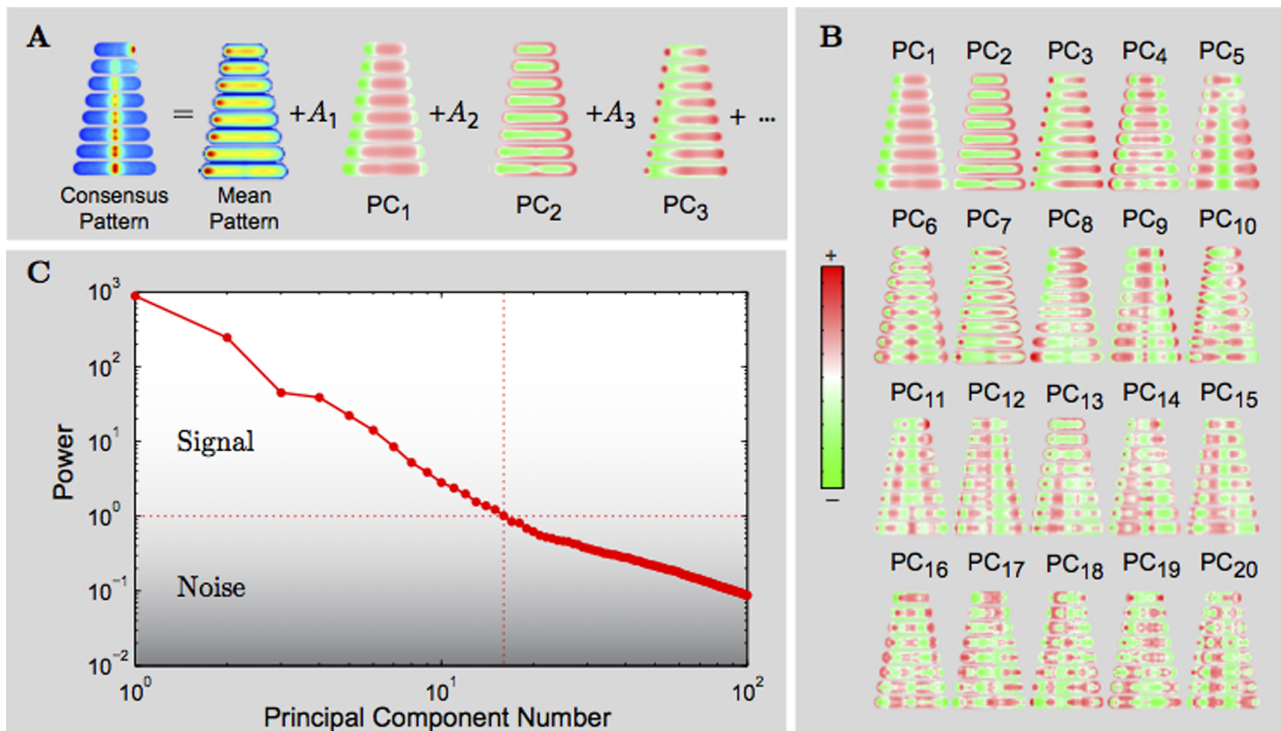 A
= +A1 +A2 +A3 + ...
Consensus
Pattern
Mean
Pattern
PC1 PC2 PC3
B
PC1 PC2 PC3 PC4 PC5
PC6 PC7 PC8 PC9 PC10
+
−
PC11 PC12 PC13 PC14 PC15
PC16 PC17 PC18 PC19 PC20
C
10^3
10^2
10^1
10^0
10^−1
10^−2
Power
Signal
Noise
10^0 10^1 10^2
Principal Component Number